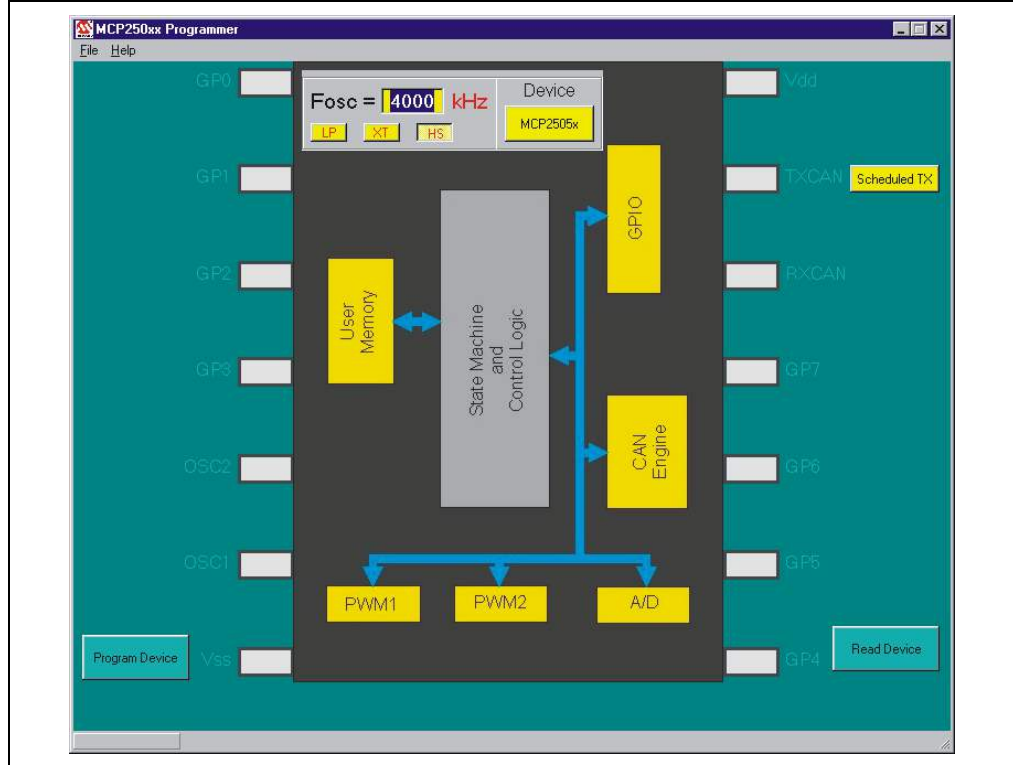 MCP250xx Programmer
File Help
GP0
GP1
GP2
GP3
OSC2
OSC1
Vss
Program Device
Fosc = 4000 kHz
LP XT HS
Device
MCP2505x
User
Memory
State Machine
and
Control Logic
GPIO
CAN
Engine
PWM1
PWM2
A/D
Vdd
TXCAN
Scheduled TX
RXCAN
GP7
GP6
GP5
GP4
Read Device